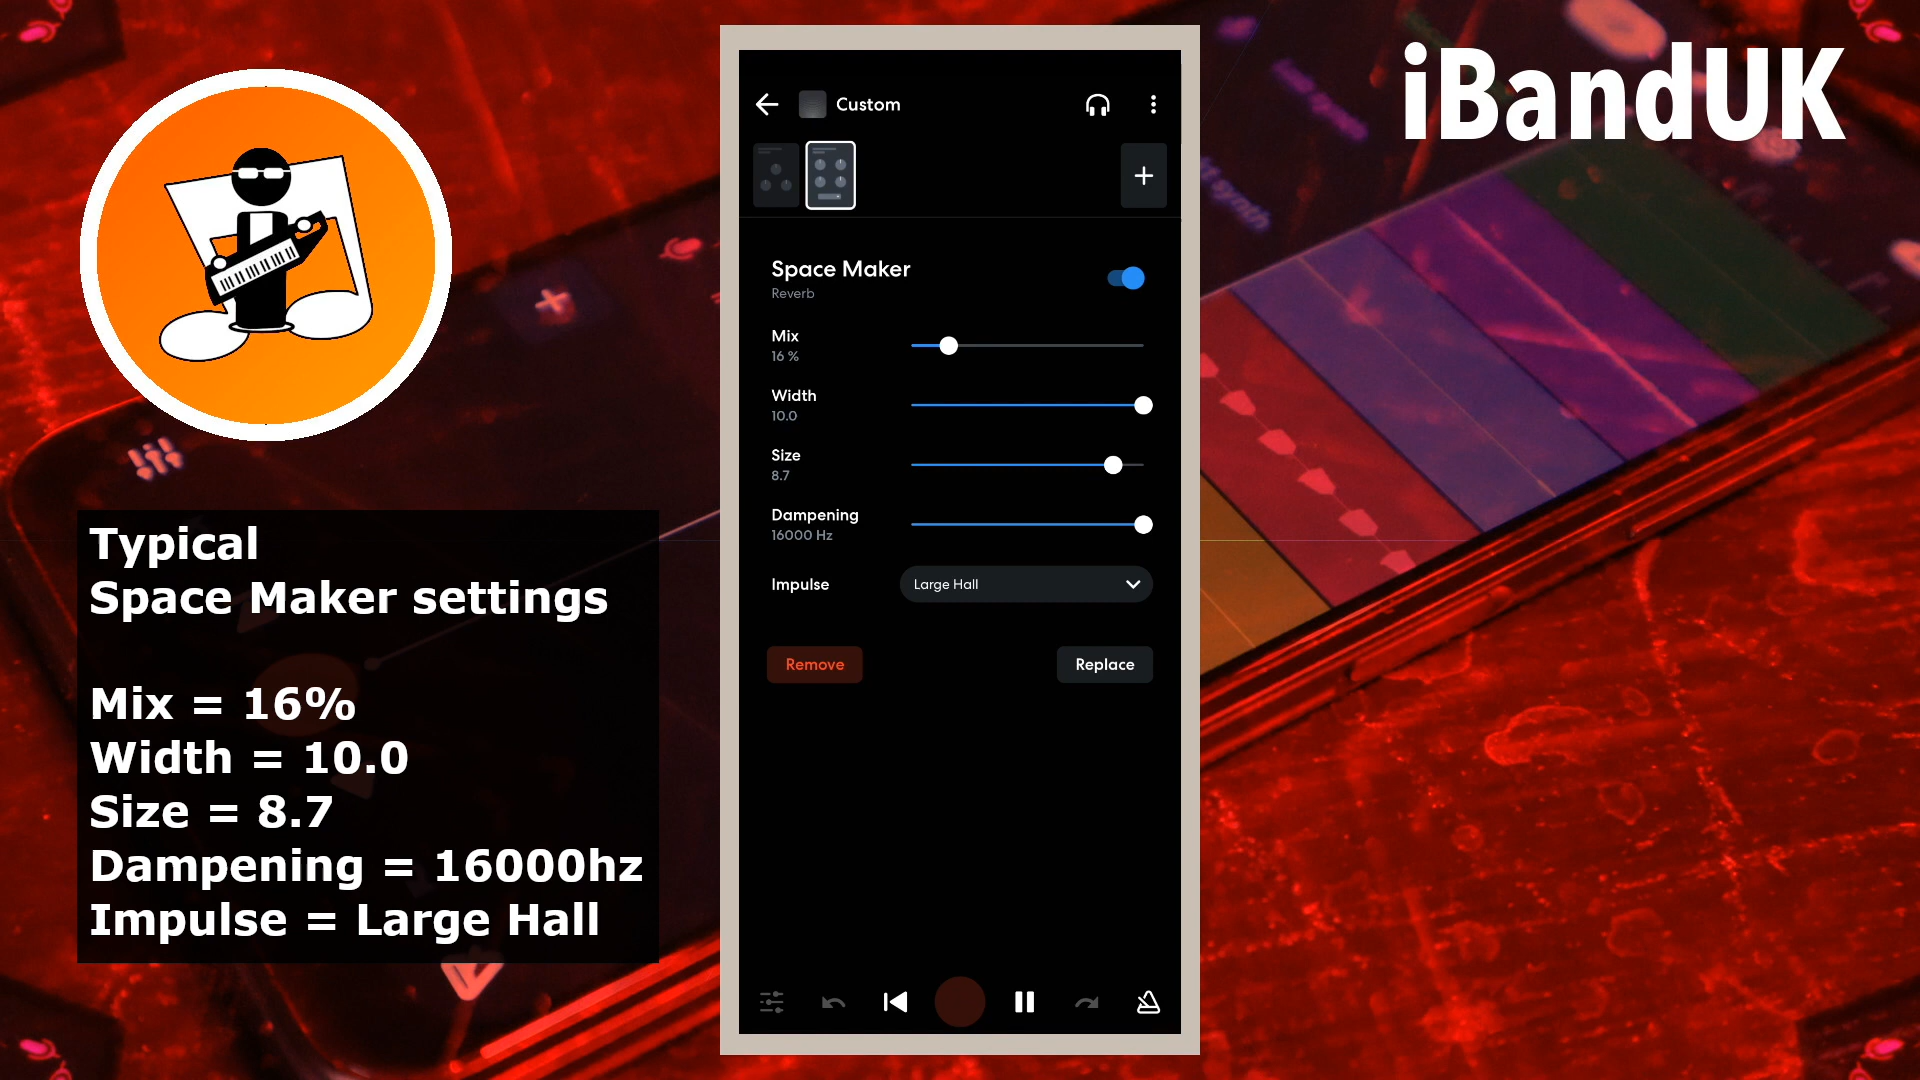 iBandUK
Custom
Space Maker
Reverb
Mix
16 %
Width
10.0
Size
8.7
Dampening
16000 Hz
Impulse
Large Hall
Remove
Replace
Typical
Space Maker settings
Mix = 16%
Width = 10.0
Size = 8.7
Dampening = 16000hz
Impulse = Large Hall